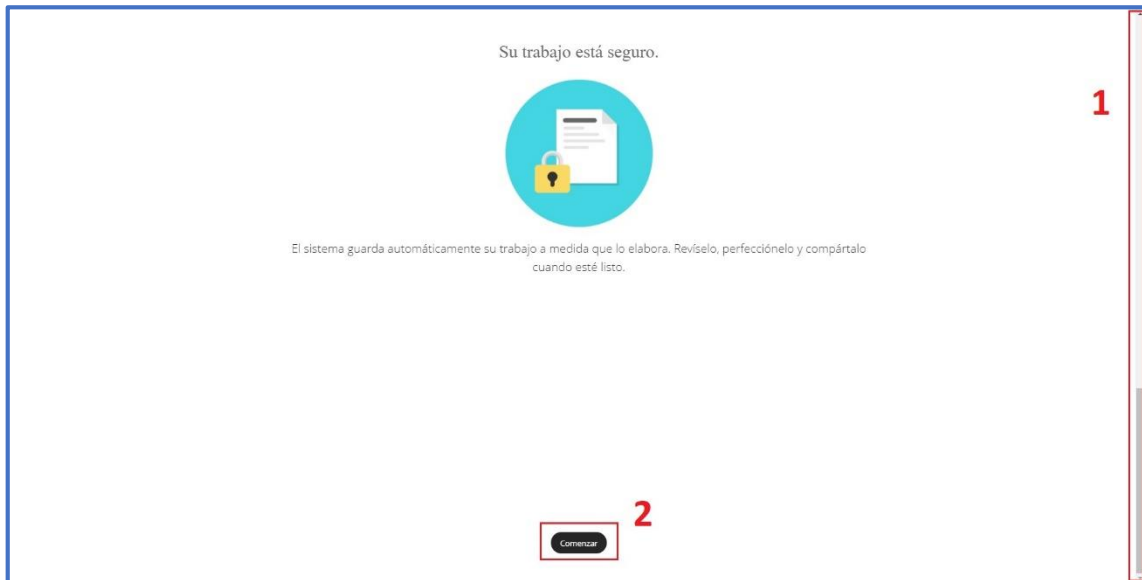 Su trabajo está seguro.
1
El sistema guarda automáticamente su trabajo a medida que lo elabora. Revíselo, perfecciónelo y compártalo
cuando esté listo.
2
Comenzar